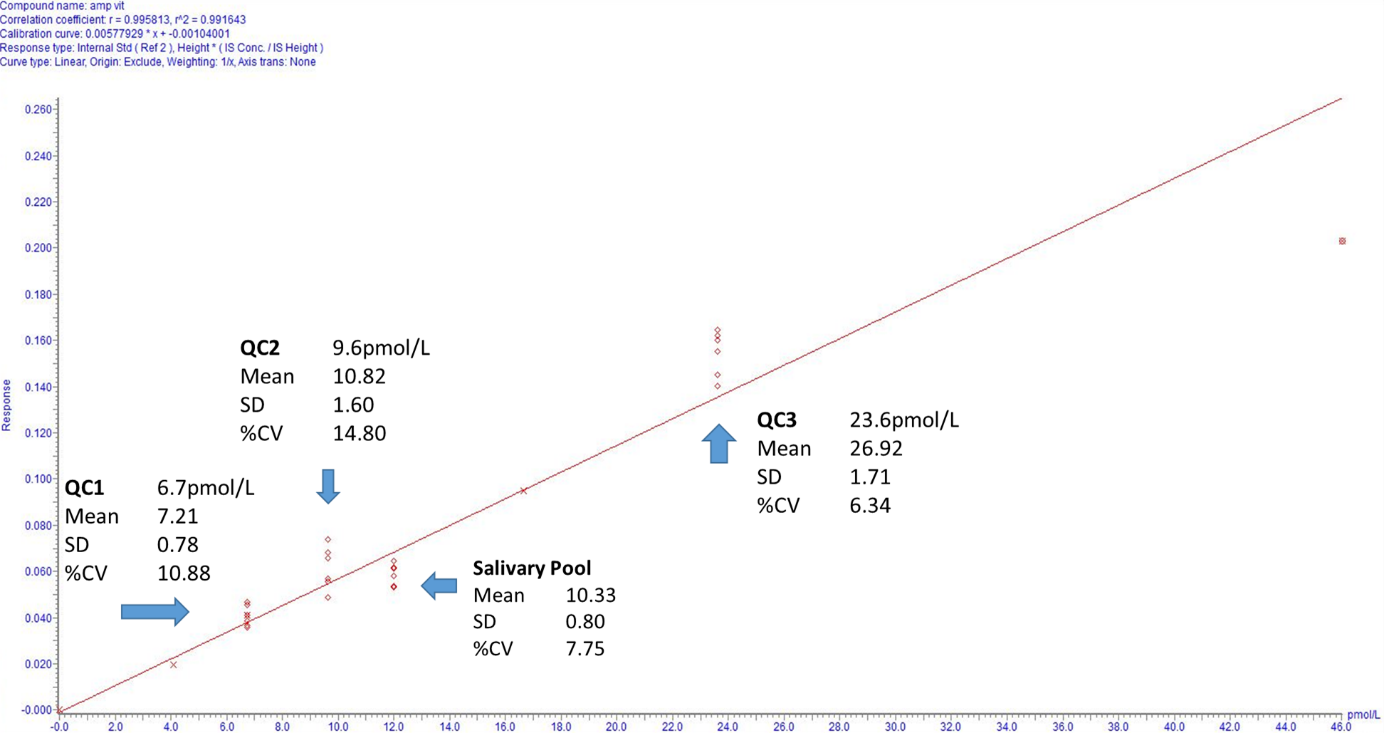 Compound name: amp vit
Correlation coefficient: r = 0.995813, r^2 = 0.991643
Calibration curve: 0.00577929 * x + -0.00104001
Response type: Internal Std ( Ref 2 ), Height * ( IS Conc. / IS Height )
Curve type: Linear, Origin: Exclude, Weighting: 1/x, Axis trans: None
Response
0.260
0.240
0.220
0.200
0.180
0.160
0.140
0.120
0.100
0.080
0.060
0.040
0.020
-0.000
QC2 9.6pmol/L
Mean 10.82
SD 1.60
%CV 14.80
QC3 23.6pmol/L
Mean 26.92
SD 1.71
%CV 6.34
QC1 6.7pmol/L
Mean 7.21
SD 0.78
%CV 10.88
Salivary Pool
Mean 10.33
SD 0.80
%CV 7.75
-0.0 2.0 4.0 6.0 8.0 10.0 12.0 14.0 16.0 18.0 20.0 22.0 24.0 26.0 28.0 30.0 32.0 34.0 36.0 38.0 40.0 42.0 44.0 46.0
pmol/L